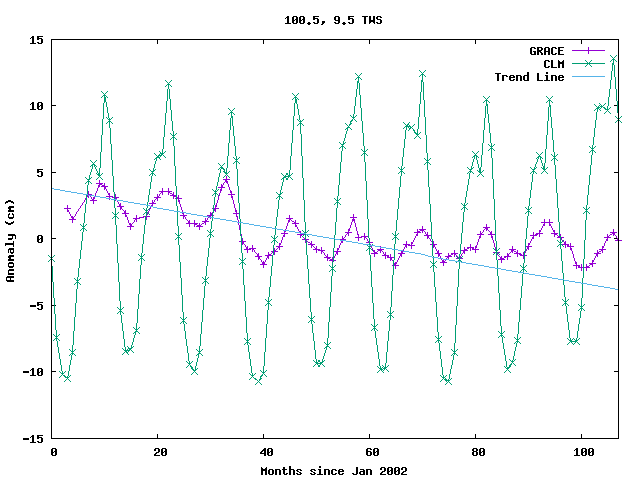 100.5, 9.5 TWS
GRACE
CLM
Trend Line
15
10
5
0
-5
-10
-15
Anomaly (cm)
0 20 40 60 80 100
Months since Jan 2002